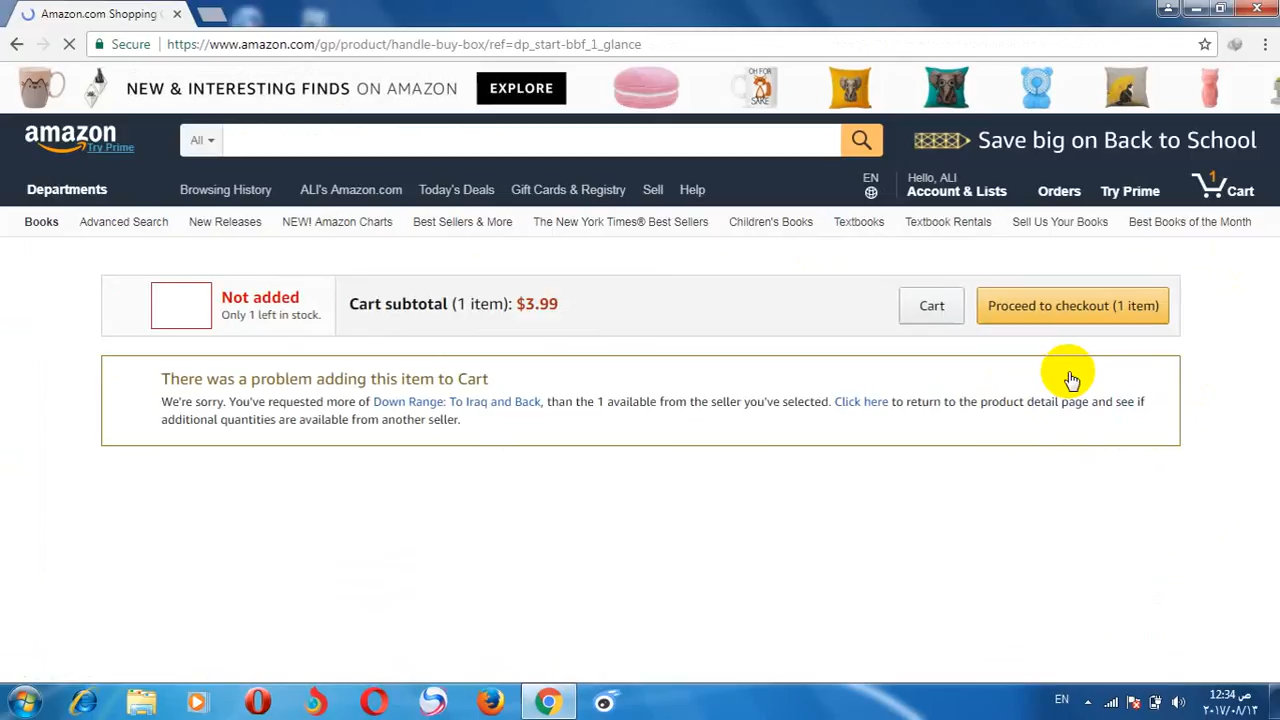 Amazon.com Shopping
Secure https://www.amazon.com/gp/product/handle-buy-box/ref=dp_start-bbf_1_glance
NEW & INTERESTING FINDS ON AMAZON EXPLORE
OH FOR
SAKE
amazon
Try Prime
All
Save big on Back to School
Departments Browsing History ALI's Amazon.com Today's Deals Gift Cards & Registry Sell Help
EN
Hello, ALI
Account & Lists
Orders Try Prime 1 Cart
Books Advanced Search New Releases NEW! Amazon Charts Best Sellers & More The New York Times® Best Sellers Children's Books Textbooks Textbook Rentals Sell Us Your Books Best Books of the Month
Not added
Only 1 left in stock.
Cart subtotal (1 item): $3.99
Cart
Proceed to checkout (1 item)
There was a problem adding this item to Cart
We're sorry. You've requested more of Down Range: To Iraq and Back, than the 1 available from the seller you've selected. Click here to return to the product detail page and see if
additional quantities are available from another seller.
EN
12:34 ص
٢٠١٧/٠٨/١٣